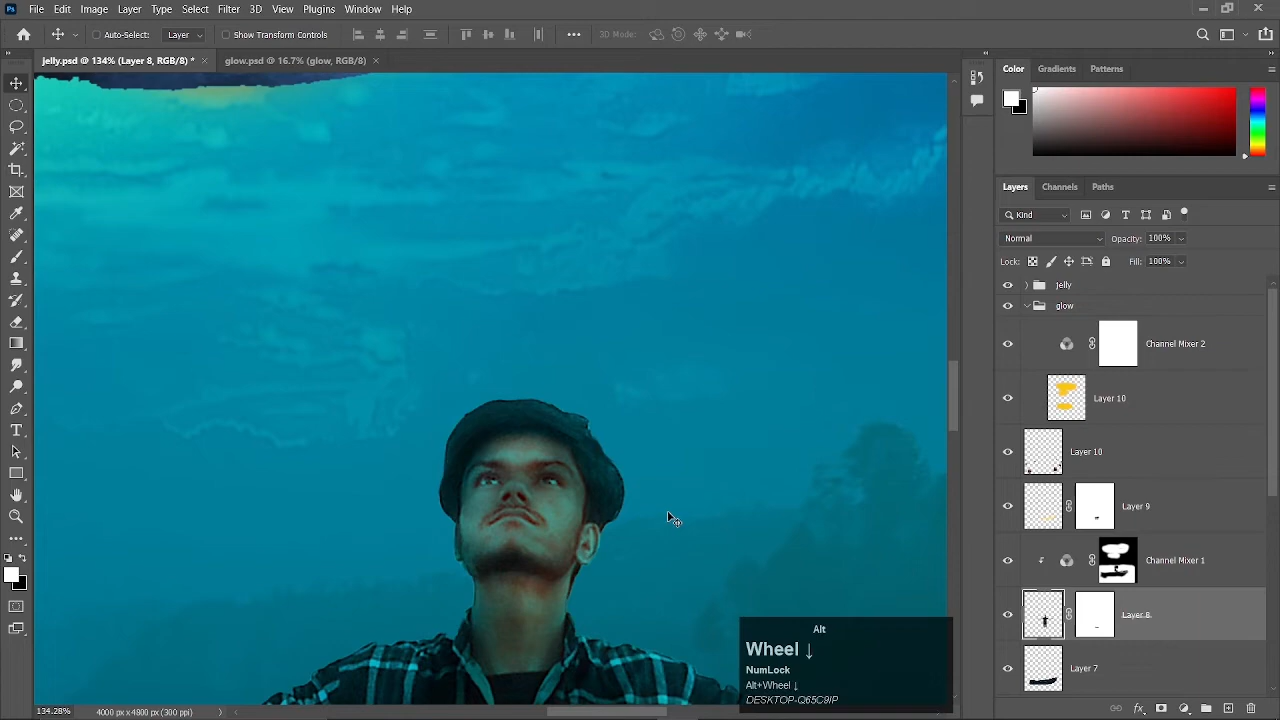 Ps File Edit Image Layer Type Select Filter 3D View Plugins Window Help
Auto-Select: Layer Show Transform Controls 3D Mode:
Jelly.psd @ 134% (Layer 8, RGB/8) * × glow.psd @ 16.7% (glow, RGB/8) ×
Color Gradients Patterns
Layers Channels Paths
Kind
Normal Opacity: 100%
Lock: Fill: 100%
jelly
glow
Channel Mixer 2
Layer 10
Layer 10
Layer 9
Channel Mixer 1
Layer 8
Layer 7
Alt
Wheel ↓
NumLock
Alt+Wheel ↓
DESKTOP-Q65C9IP
134.28% 4000 px x 4800 px (300 ppi)